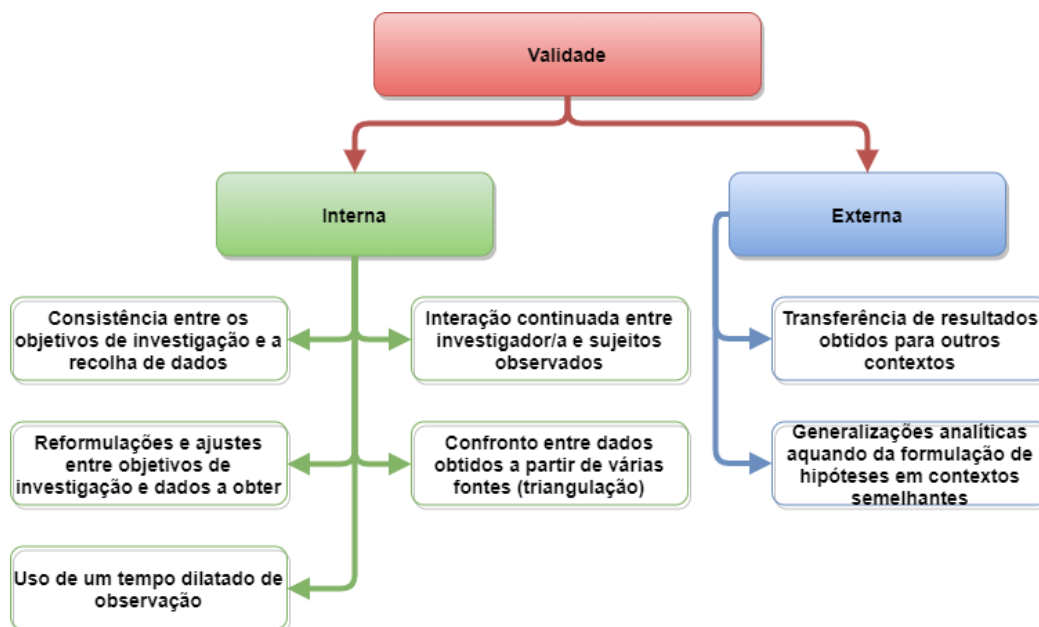 Validade
Interna
Externa
Consistência entre os
objetivos de investigação e a
recolha de dados
Interação continuada entre
investigador/a e sujeitos
observados
Transferência de resultados
obtidos para outros
contextos
Reformulações e ajustes
entre objetivos de
investigação e dados a obter
Confronto entre dados
obtidos a partir de várias
fontes (triangulação)
Generalizações analíticas
aquando da formulação de
hipóteses em contextos
semelhantes
Uso de um tempo dilatado de
observação